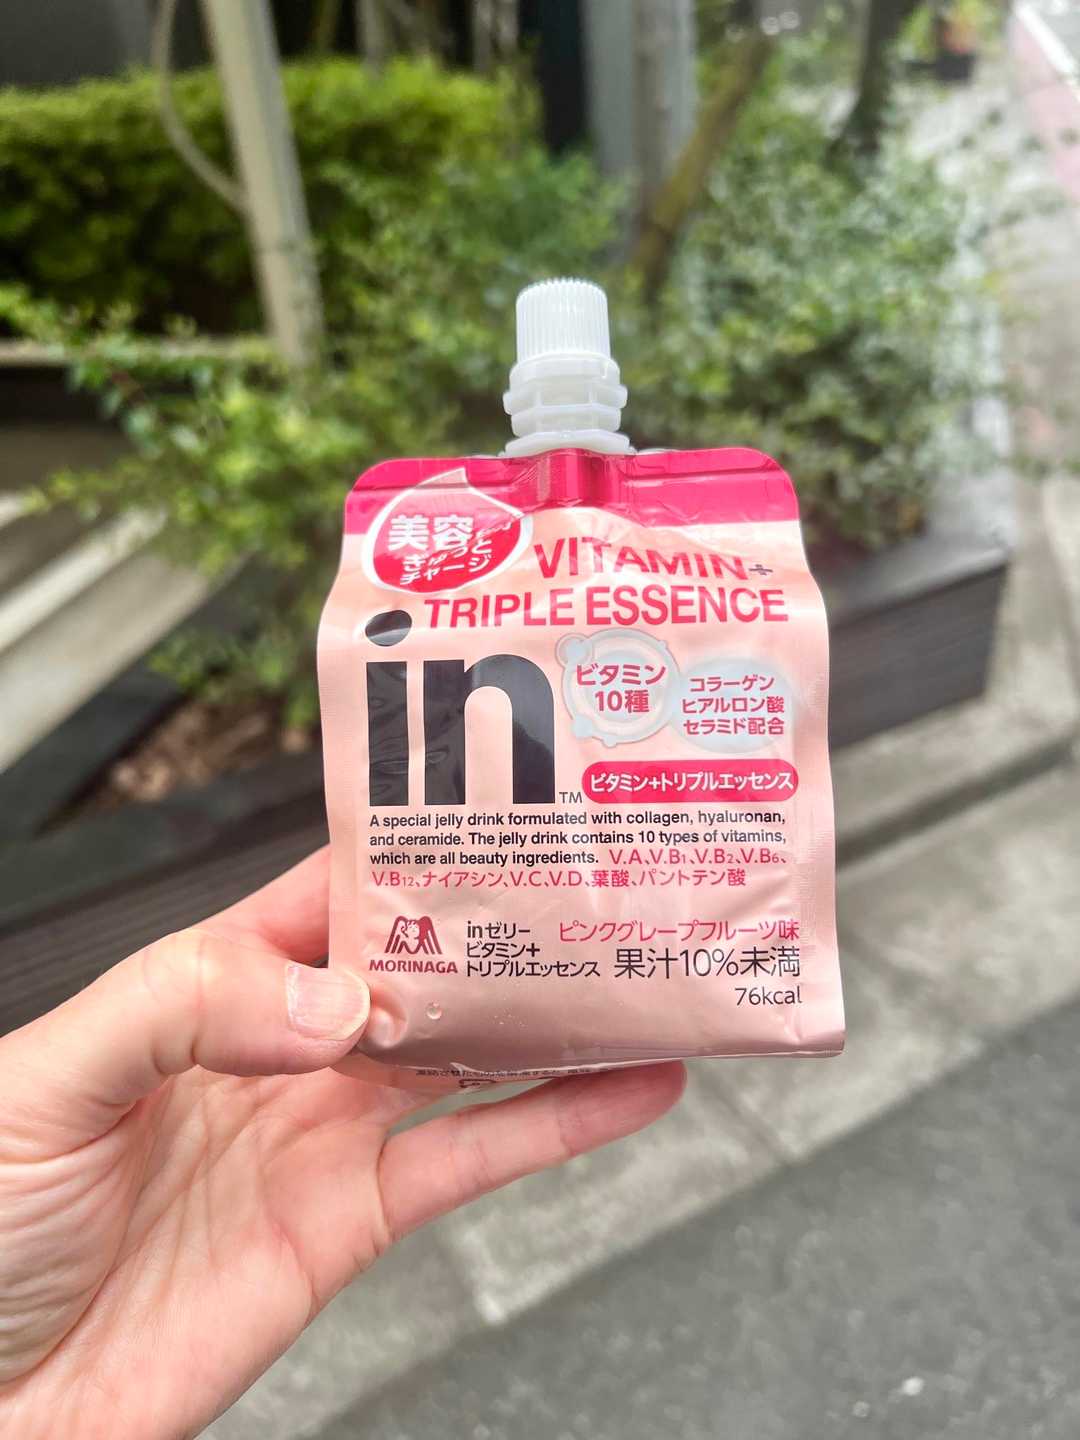 美容
ぎゅっと
チャージ
VITAMIN+
TRIPLE ESSENCE
in
TM
ビタミン
10種
コラーゲン
ヒアルロン酸
セラミド配合
ビタミン+トリプルエッセンス
A special jelly drink formulated with collagen, hyaluronan,
and ceramide. The jelly drink contains 10 types of vitamins,
which are all beauty ingredients. V.A、V.B1、V.B2、V.B6、
V.B12、ナイアシン、V.C、V.D、葉酸、パントテン酸
MORINAGA
inゼリー
ビタミン+
トリプルエッセンス
ピンクグレープフルーツ味
果汁10%未満
76kcal